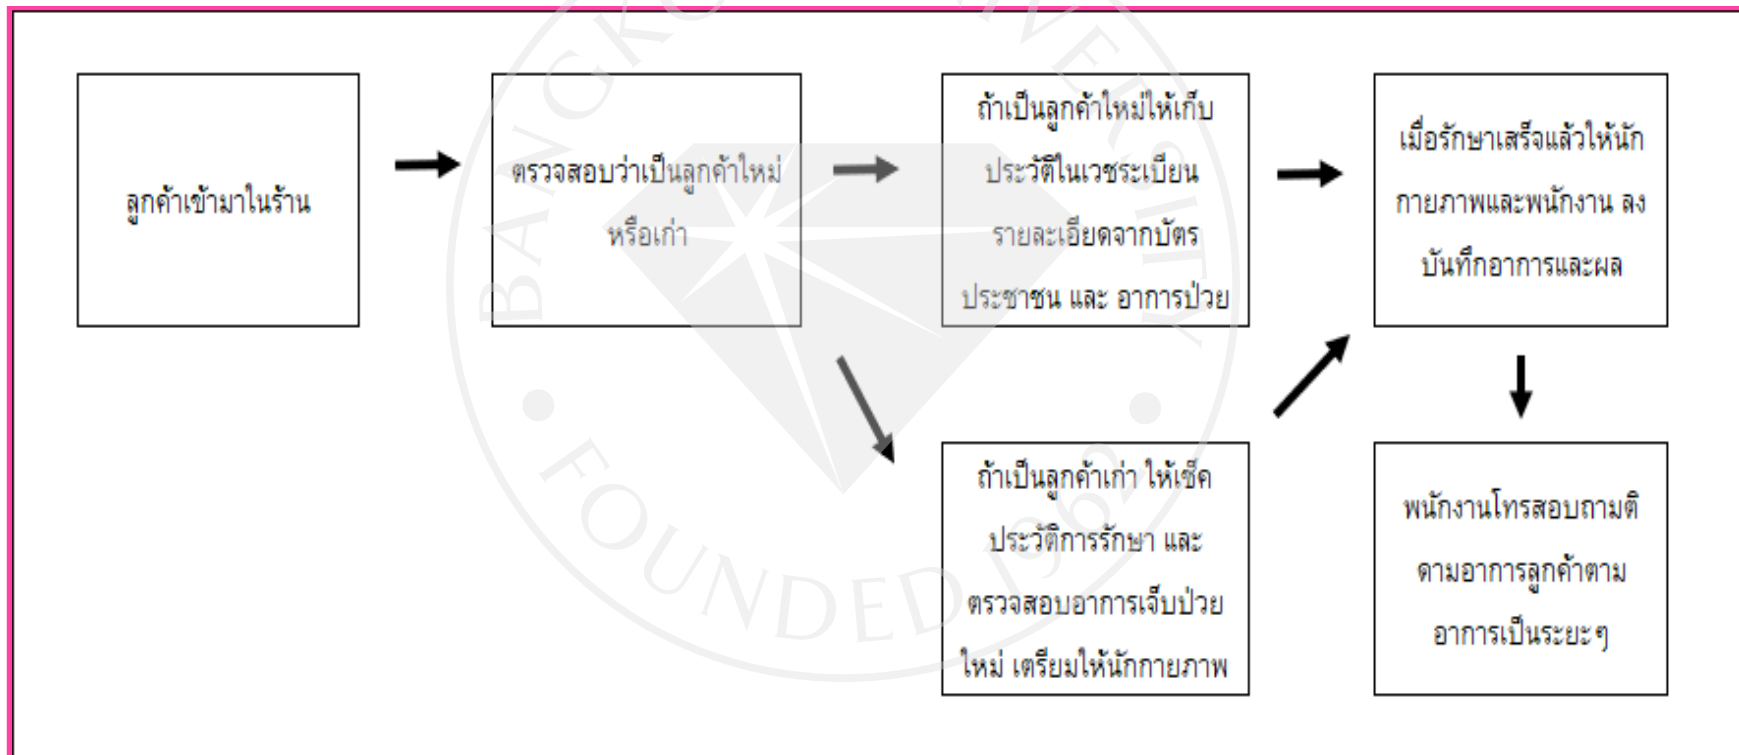 ลูกค้าเข้ามาในร้าน
ตรวจสอบว่าเป็นลูกค้าใหม่
หรือเก่า
ถ้าเป็นลูกค้าใหม่ให้เก็บ
ประวัติในเวชระเบียน
รายละเอียดจากบัตร
ประชาชน และ อาการป่วย
เมื่อรักษาเสร็จแล้วให้นัก
กายภาพและพนักงาน ลง
บันทึกอาการและผล
ถ้าเป็นลูกค้าเก่า ให้เช็ค
ประวัติการรักษา และ
ตรวจสอบอาการเจ็บป่วย
ใหม่ เตรียมให้นักกายภาพ
พนักงานโทรสอบถามติ
ดามอาการลูกค้าตาม
อาการเป็นระยะๆ
BANGKOK UNIVERSITY
FOUNDED 1962